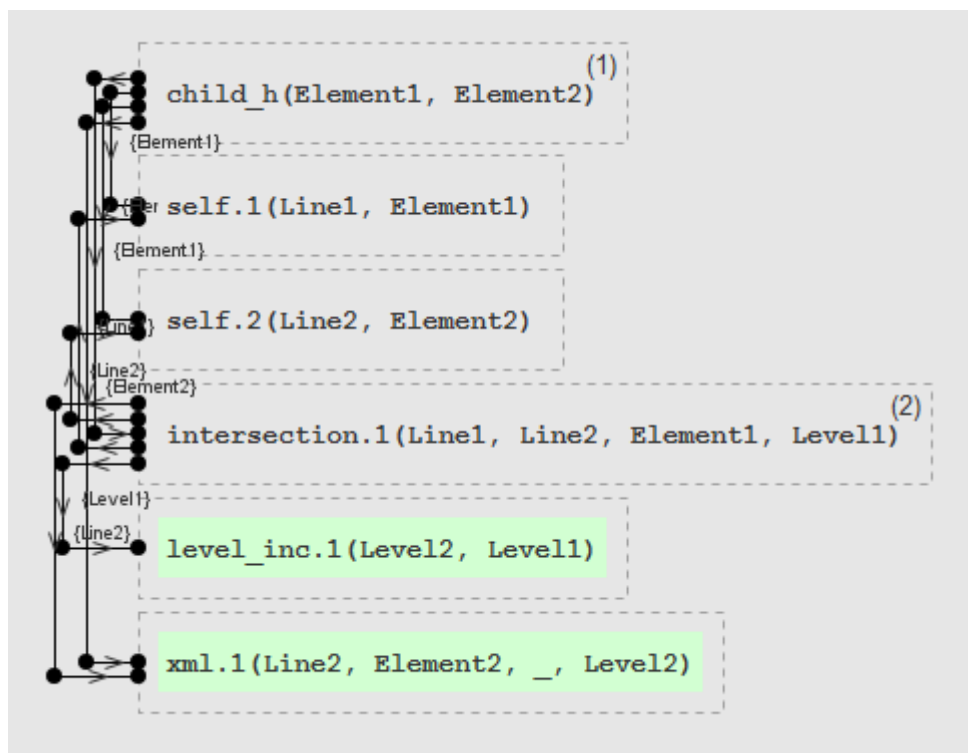 (1)
child_h(Element1, Element2)
{Element1}
self.1(Line1, Element1)
{Element1}
self.2(Line2, Element2)
{Line2}
{Element2}
(2)
intersection.1(Line1, Line2, Element1, Level1)
{Level1}
{Line2}
level_inc.1(Level2, Level1)
xml.1(Line2, Element2, _, Level2)